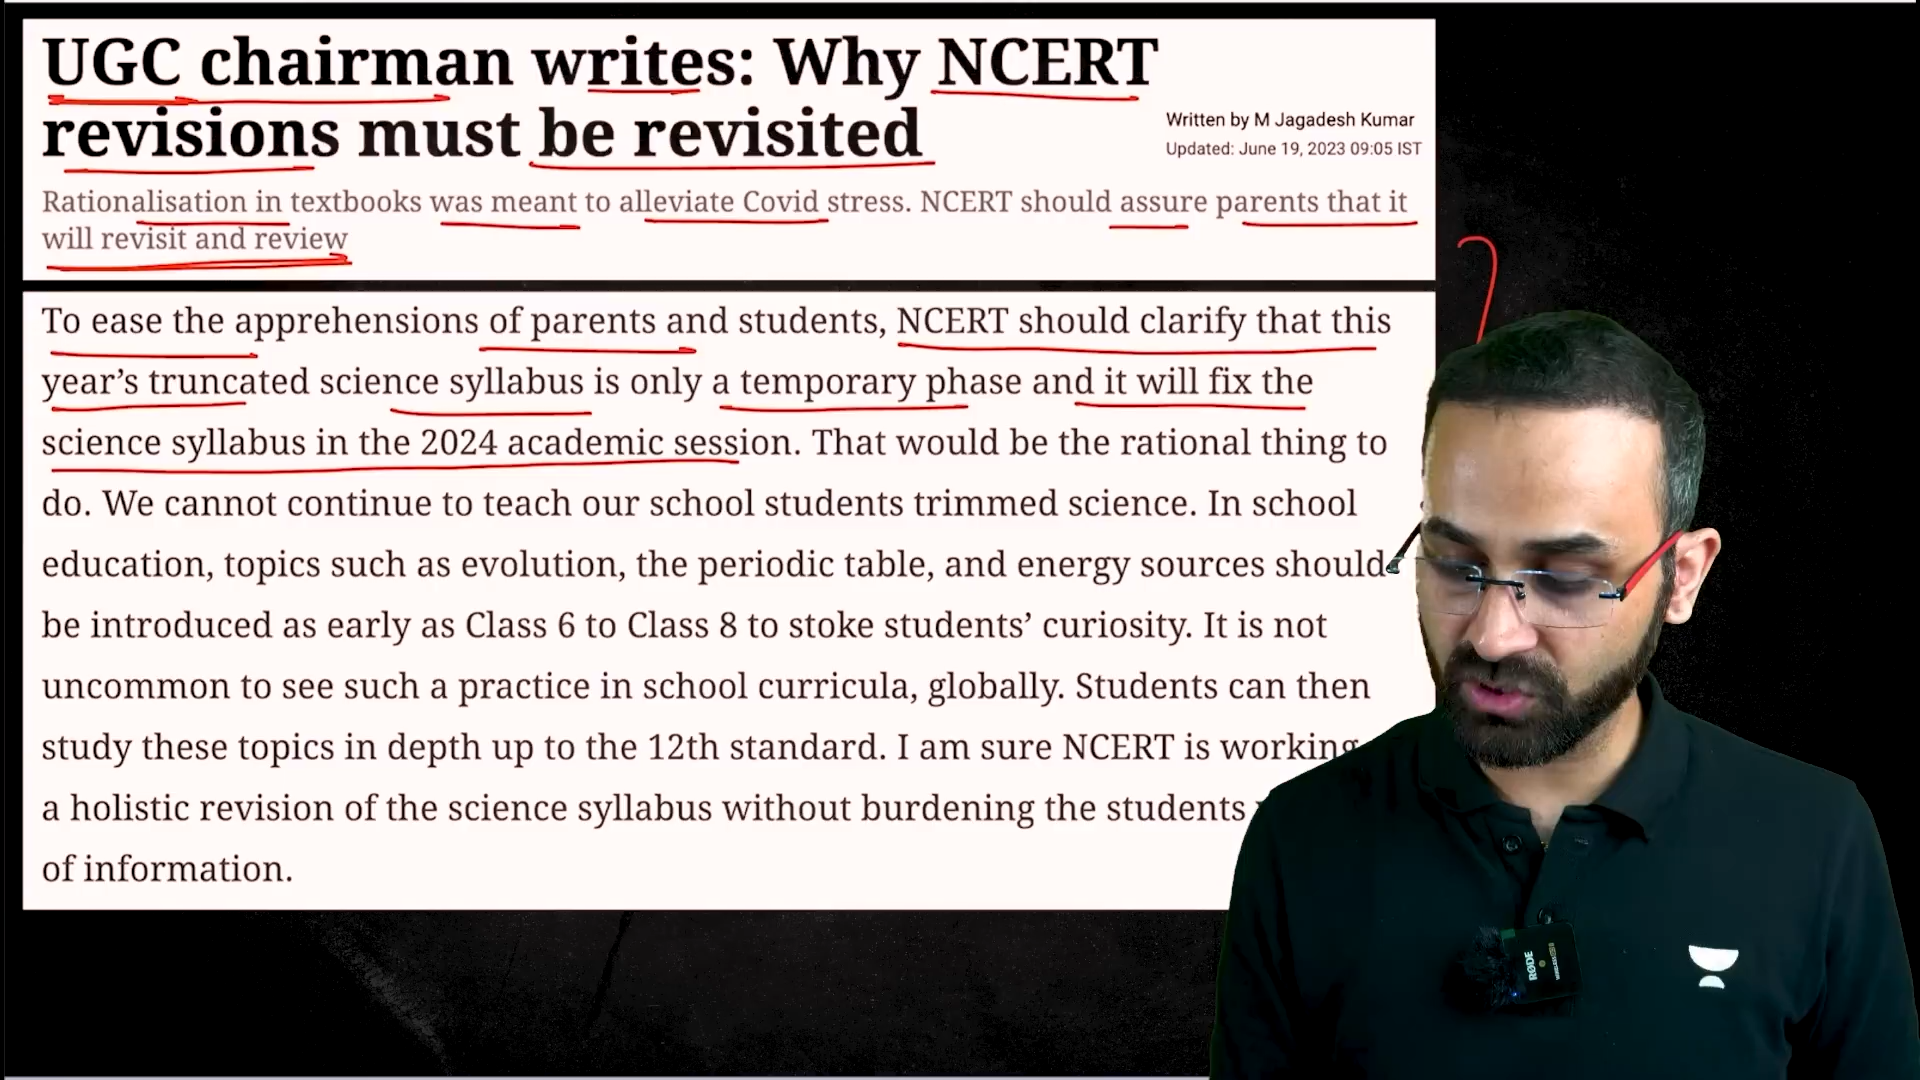 UGC chairman writes: Why NCERT
revisions must be revisited
Written by M Jagadesh Kumar
Updated: June 19, 2023 09:05 IST
Rationalisation in textbooks was meant to alleviate Covid stress. NCERT should assure parents that it
will revisit and review
To ease the apprehensions of parents and students, NCERT should clarify that this
year’s truncated science syllabus is only a temporary phase and it will fix the
science syllabus in the 2024 academic session. That would be the rational thing to
do. We cannot continue to teach our school students trimmed science. In school
education, topics such as evolution, the periodic table, and energy sources should
be introduced as early as Class 6 to Class 8 to stoke students’ curiosity. It is not
uncommon to see such a practice in school curricula, globally. Students can then
study these topics in depth up to the 12th standard. I am sure NCERT is working
a holistic revision of the science syllabus without burdening the students
of information.
RØDE